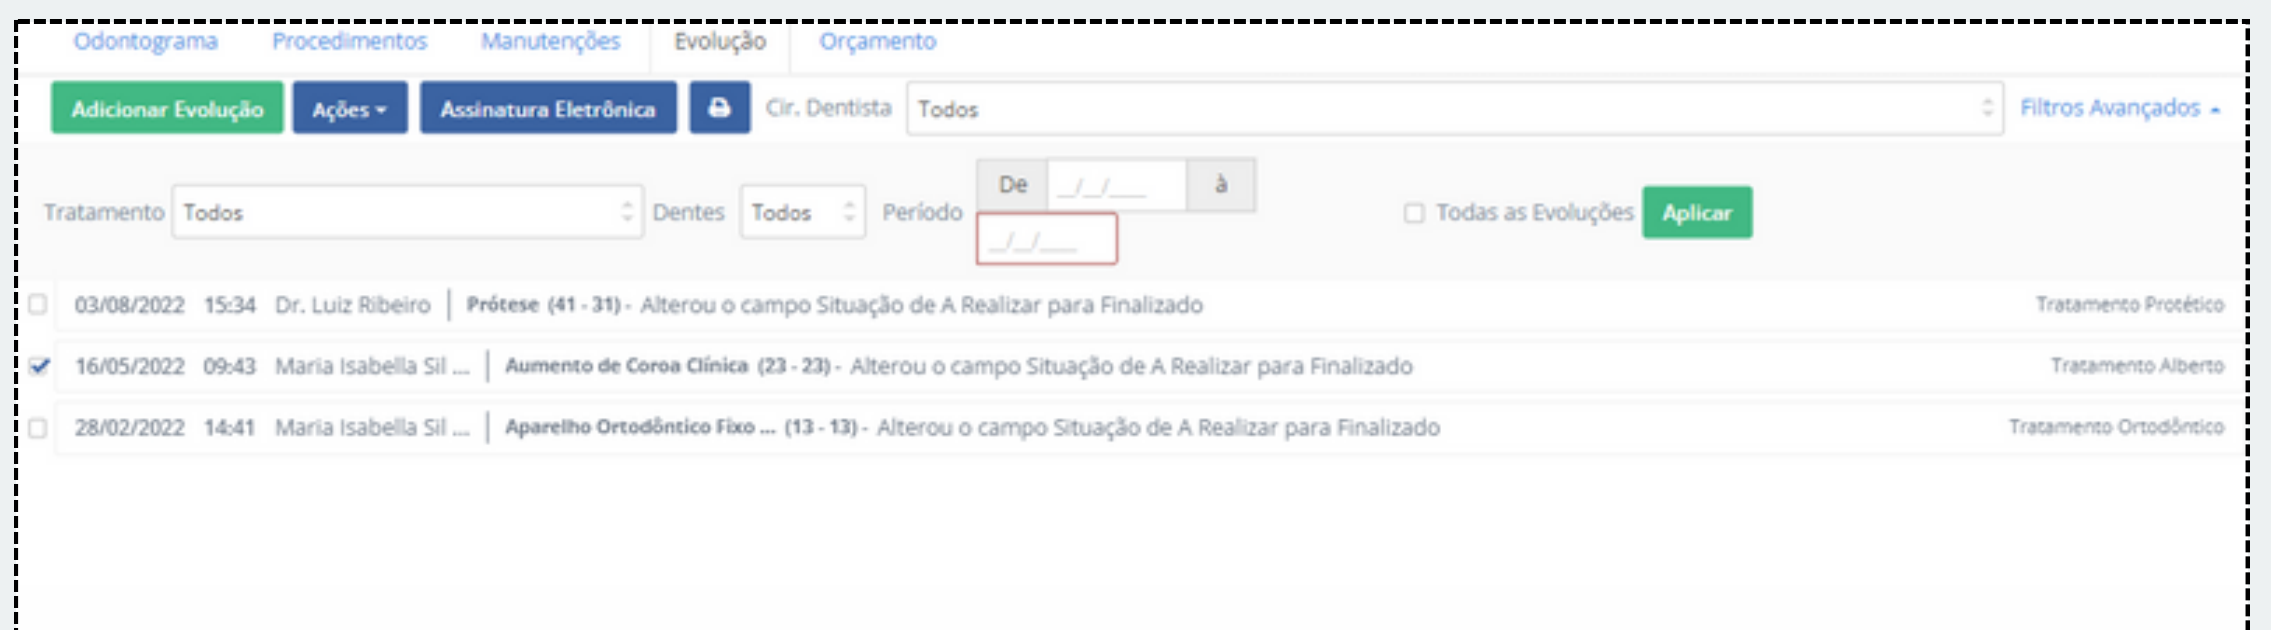 Odontograma Procedimentos Manutenções Evolução Orçamento
Adicionar Evolução Ações Assinatura Eletrônica Cir. Dentista Todos Filtros Avançados
Tratamento Todos Dentes Todos Período De __/__/____ à __/__/____ Todas as Evoluções Aplicar
03/08/2022 15:34 Dr. Luiz Ribeiro Prótese (41 - 31) - Alterou o campo Situação de A Realizar para Finalizado Tratamento Protético
16/05/2022 09:43 Maria Isabella Sil ... Aumento de Coroa Clínica (23 - 23) - Alterou o campo Situação de A Realizar para Finalizado Tratamento Alberto
28/02/2022 14:41 Maria Isabella Sil ... Aparelho Ortodôntico Fixo ... (13 - 13) - Alterou o campo Situação de A Realizar para Finalizado Tratamento Ortodôntico